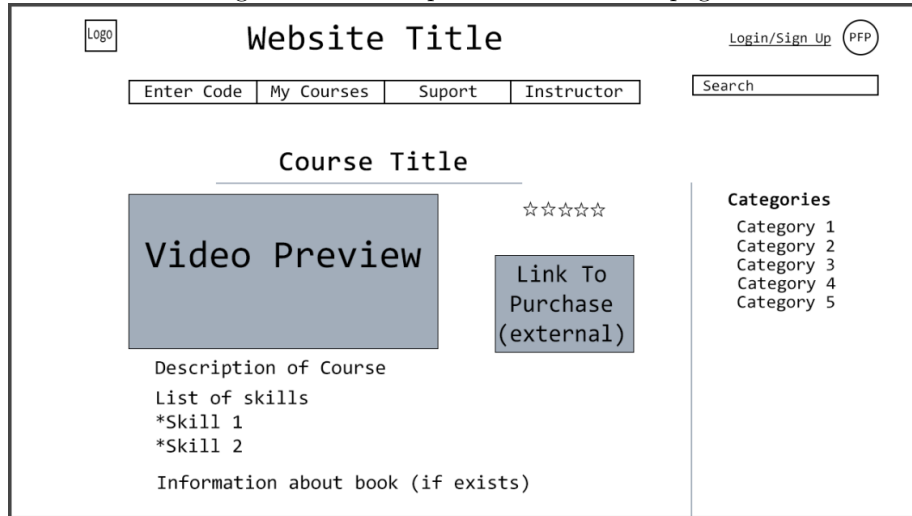 Logo
Website Title
Login/Sign Up
PFP
Enter Code
My Courses
Suport
Instructor
Search
Course Title
Video Preview
☆☆☆☆☆
Link To
Purchase
(external)
Description of Course
List of skills
*Skill 1
*Skill 2
Information about book (if exists)
Categories
Category 1
Category 2
Category 3
Category 4
Category 5